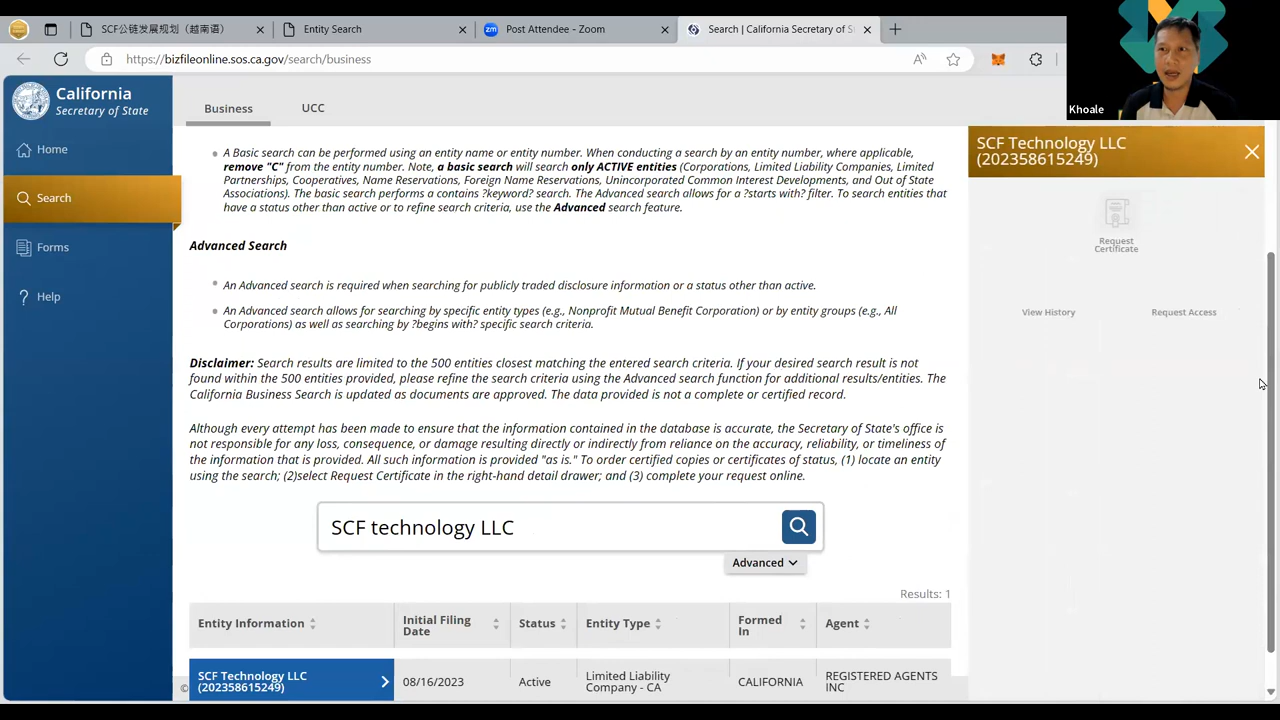 SCF公链发展规划（越南语）
Entity Search
Post Attendee - Zoom
Search | California Secretary of S
https://bizfileonline.sos.ca.gov/search/business
Khoale
California
Secretary of State
Home
Search
Forms
Help
Business
UCC
A Basic search can be performed using an entity name or entity number. When conducting a search by an entity number, where applicable,
remove "C" from the entity number. Note, a basic search will search only ACTIVE entities (Corporations, Limited Liability Companies, Limited
Partnerships, Cooperatives, Name Reservations, Foreign Name Reservations, Unincorporated Common Interest Developments, and Out of State
Associations). The basic search performs a contains ?keyword? search. The Advanced search allows for a ?starts with? filter. To search entities that
have a status other than active or to refine search criteria, use the Advanced search feature.
Advanced Search
An Advanced search is required when searching for publicly traded disclosure information or a status other than active.
An Advanced search allows for searching by specific entity types (e.g., Nonprofit Mutual Benefit Corporation) or by entity groups (e.g., All
Corporations) as well as searching by ?begins with? specific search criteria.
Disclaimer: Search results are limited to the 500 entities closest matching the entered search criteria. If your desired search result is not
found within the 500 entities provided, please refine the search criteria using the Advanced search function for additional results/entities. The
California Business Search is updated as documents are approved. The data provided is not a complete or certified record.
Although every attempt has been made to ensure that the information contained in the database is accurate, the Secretary of State's office is
not responsible for any loss, consequence, or damage resulting directly or indirectly from reliance on the accuracy, reliability, or timeliness of
the information that is provided. All such information is provided "as is." To order certified copies or certificates of status, (1) locate an entity
using the search; (2)select Request Certificate in the right-hand detail drawer; and (3) complete your request online.
SCF technology LLC
Advanced
Results: 1
Entity Information
Initial Filing
Date
Status
Entity Type
Formed
In
Agent
SCF Technology LLC
(202358615249)
08/16/2023
Active
Limited Liability
Company - CA
CALIFORNIA
REGISTERED AGENTS
INC
©
SCF Technology LLC
(202358615249)
Request
Certificate
View History
Request Access